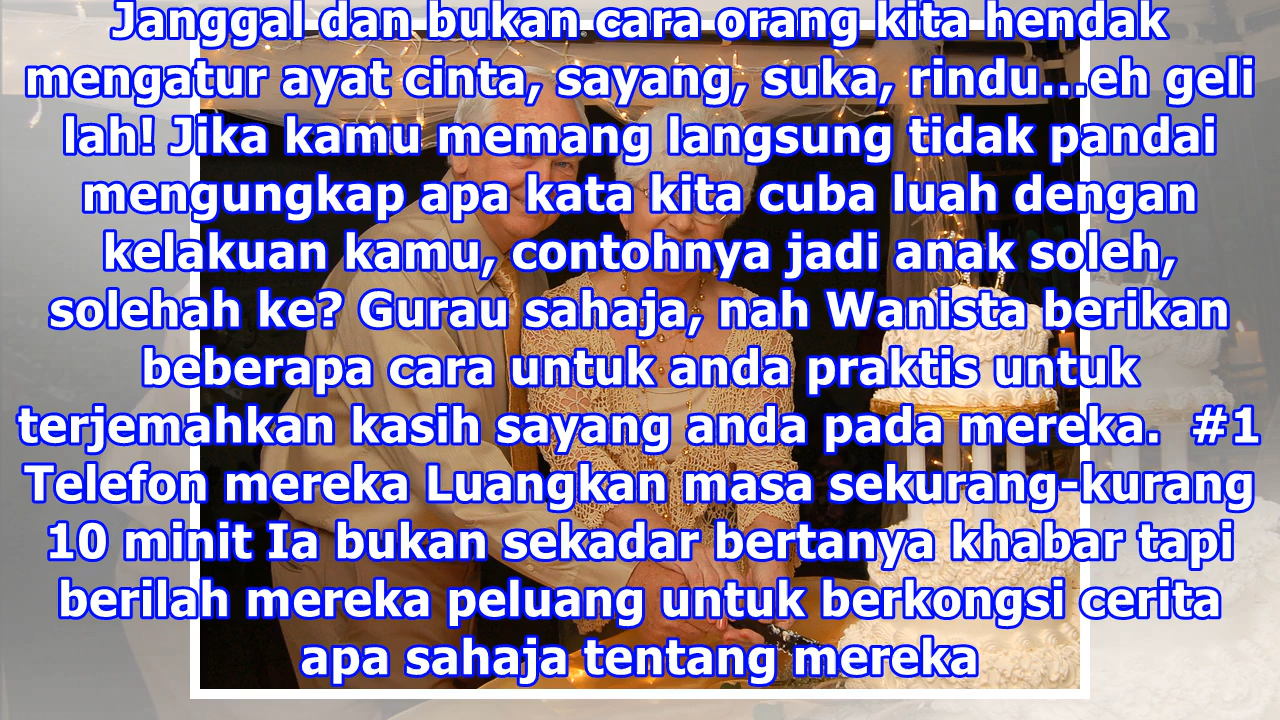 Janggal dan bukan cara orang kita hendak
mengatur ayat cinta, sayang, suka, rindu...eh geli
lah! Jika kamu memang langsung tidak pandai
mengungkap apa kata kita cuba luah dengan
kelakuan kamu, contohnya jadi anak soleh,
solehah ke? Gurau sahaja, nah Wanista berikan
beberapa cara untuk anda praktis untuk
terjemahkan kasih sayang anda pada mereka.  #1
Telefon mereka Luangkan masa sekurang-kurang
10 minit Ia bukan sekadar bertanya khabar tapi
berilah mereka peluang untuk berkongsi cerita
apa sahaja tentang mereka